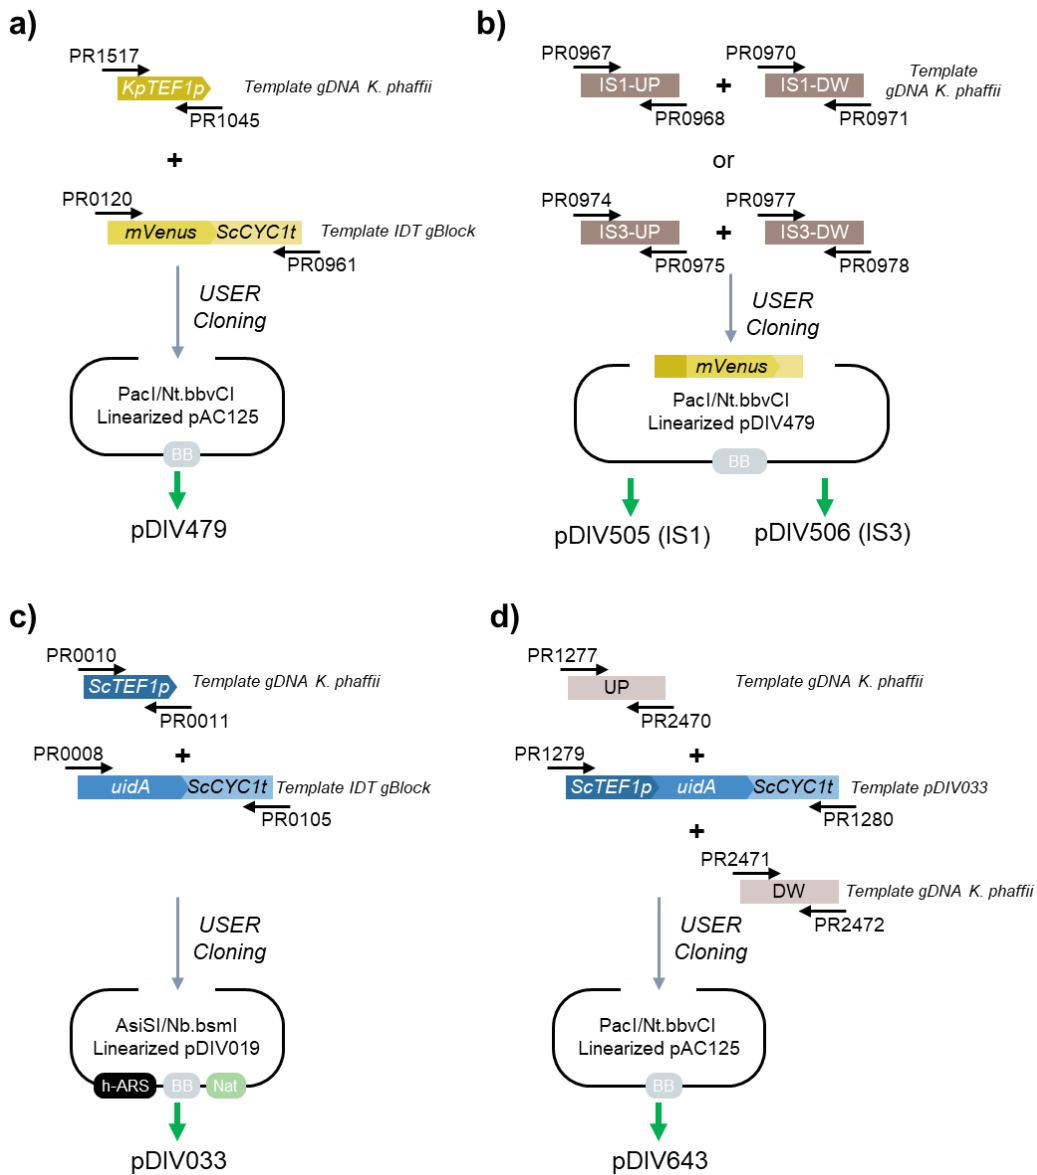 a)
PR1517
KpTEF1p
Template gDNA K. phaffii
PR1045
+
PR0120
mVenus
ScCYC1t
Template IDT gBlock
PR0961
USER
Cloning
PacI/Nt.bbvCI
Linearized pAC125
BB
pDIV479
b)
PR0967
PR0970
IS1-UP
+
IS1-DW
Template
gDNA K. phaffii
PR0968
PR0971
or
PR0974
PR0977
IS3-UP
+
IS3-DW
PR0975
PR0978
USER
Cloning
mVenus
PacI/Nt.bbvCI
Linearized pDIV479
BB
pDIV505 (IS1)
pDIV506 (IS3)
c)
PR0010
ScTEF1p
Template gDNA K. phaffii
PR0011
+
PR0008
uidA
ScCYC1t
Template IDT gBlock
PR0105
USER
Cloning
AsiSI/Nb.bsmI
Linearized pDIV019
h-ARS
BB
Nat
pDIV033
d)
PR1277
UP
Template gDNA K. phaffii
PR2470
+
PR1279
ScTEF1p
uidA
ScCYC1t
Template pDIV033
PR1280
+
PR2471
DW
Template gDNA K. phaffii
PR2472
USER
Cloning
PacI/Nt.bbvCI
Linearized pAC125
BB
pDIV643